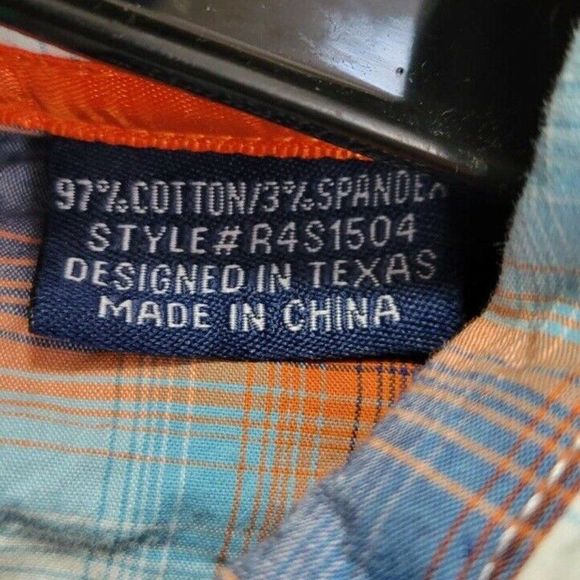 97% COTTON/3% SPANDEX
STYLE# R4S1504
DESIGNED IN TEXAS
MADE IN CHINA